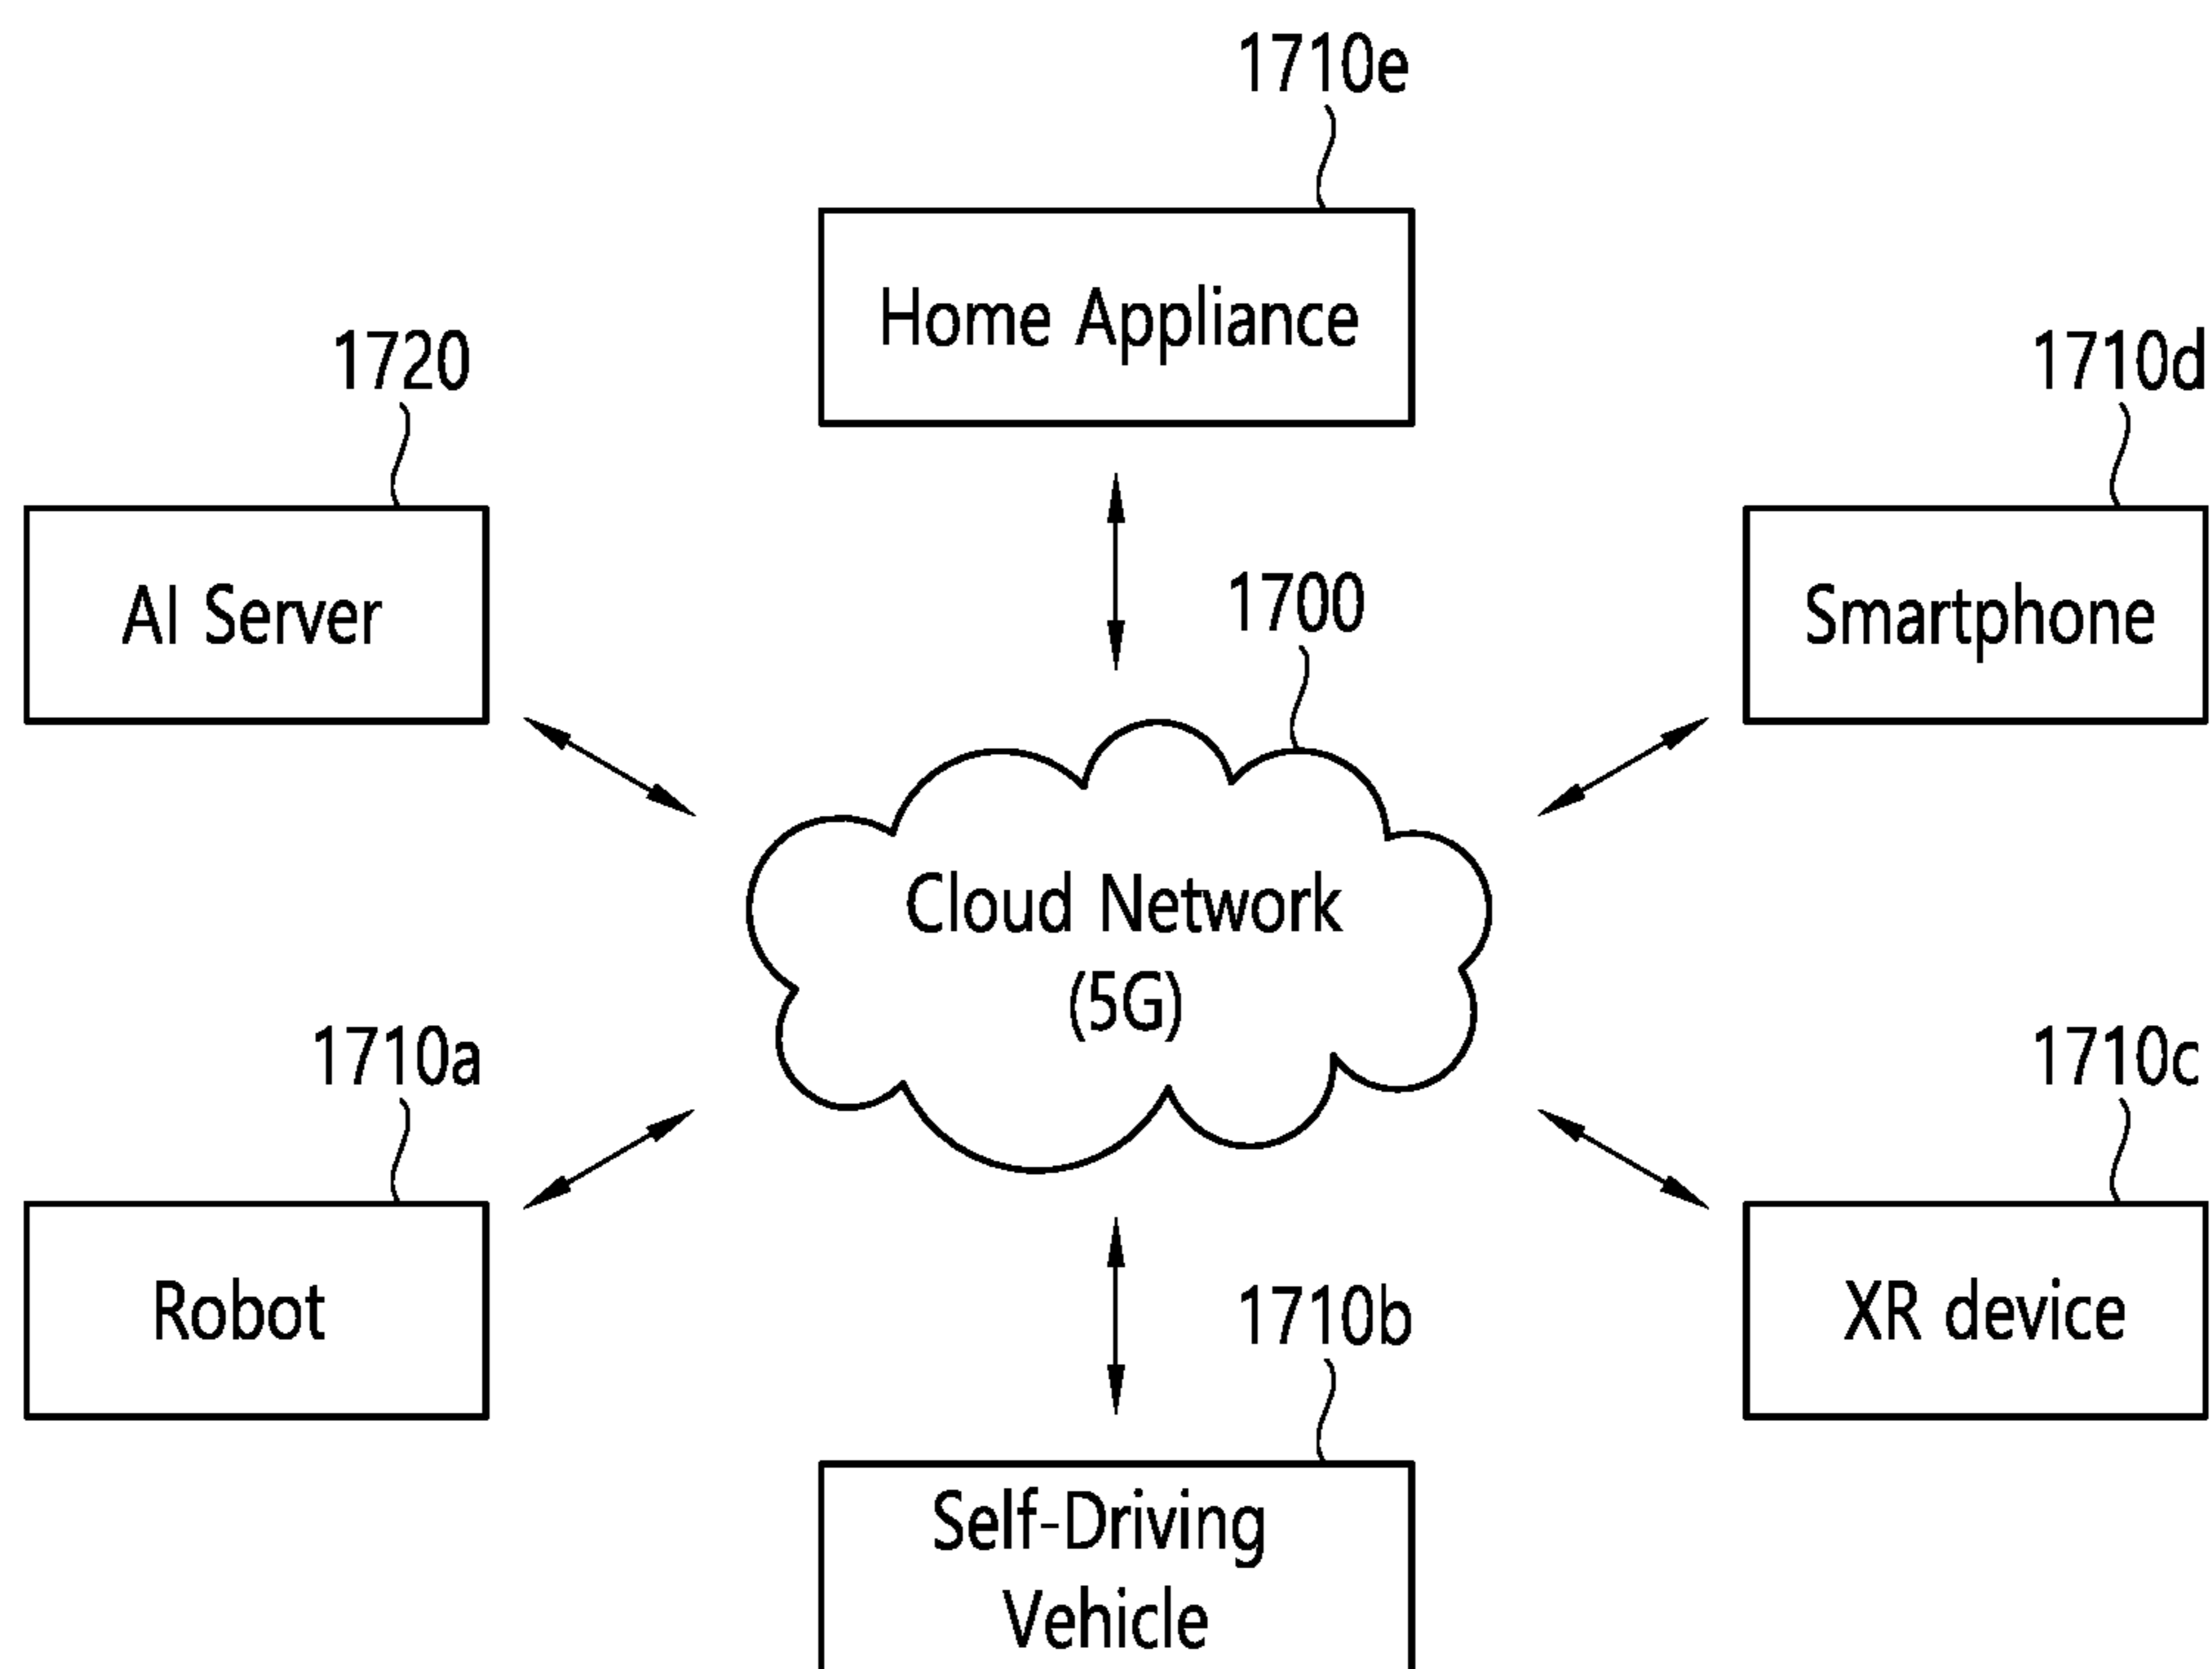 1710e
Home Appliance
1720
1710d
AI Server
Smartphone
1700
Cloud Network
(5G)
1710a
1710c
Robot
XR device
1710b
Self-Driving
Vehicle